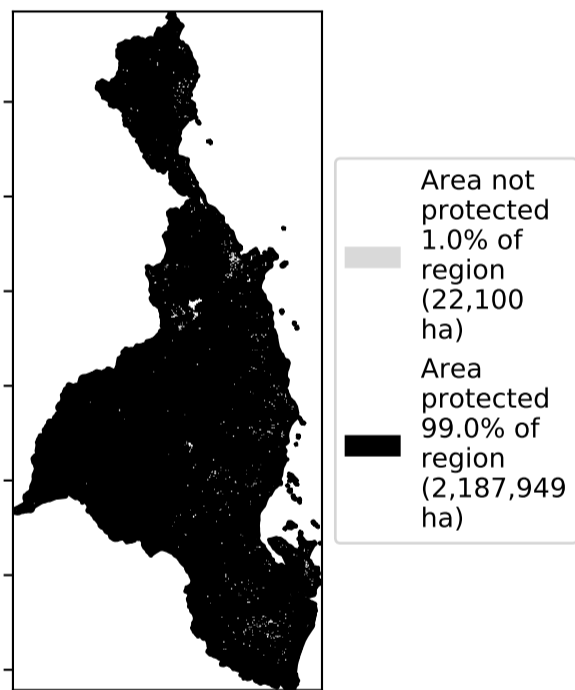 Area not
protected
1.0% of
region
(22,100
ha)
Area
protected
99.0% of
region
(2,187,949
ha)